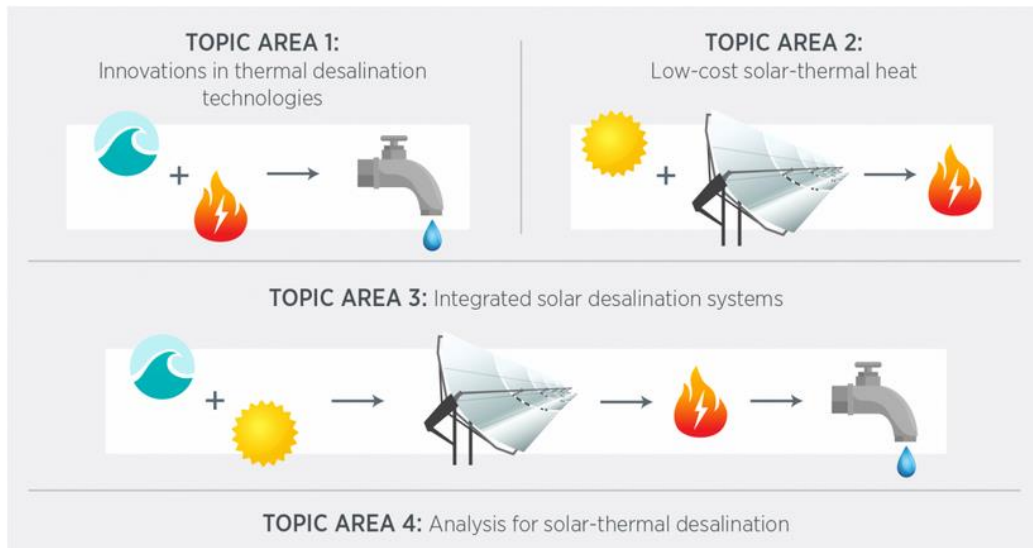 TOPIC AREA 1:
Innovations in thermal desalination
technologies
TOPIC AREA 2:
Low-cost solar-thermal heat
TOPIC AREA 3: Integrated solar desalination systems
TOPIC AREA 4: Analysis for solar-thermal desalination